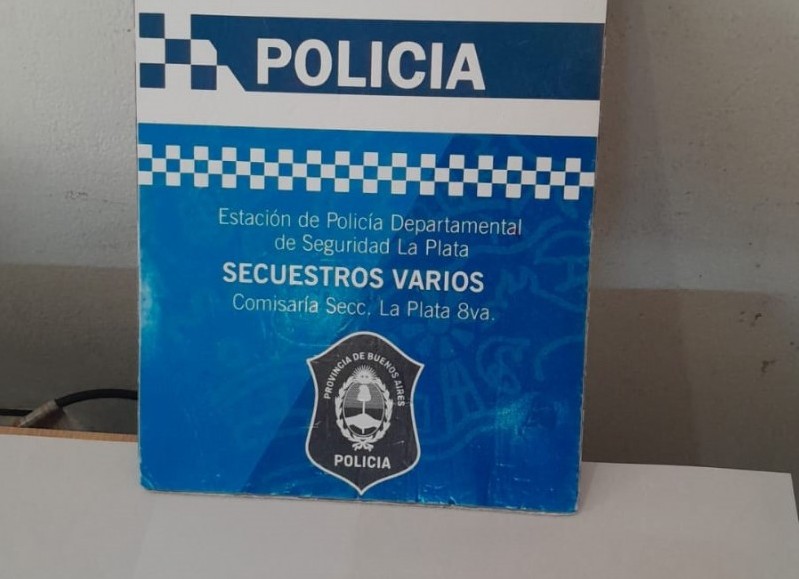 POLICIA
Estación de Policía Departamental
de Seguridad La Plata
SECUESTROS VARIOS
Comisaría Secc. La Plata 8va.
PROVINCIA DE BUENOS AIRES
POLICIA